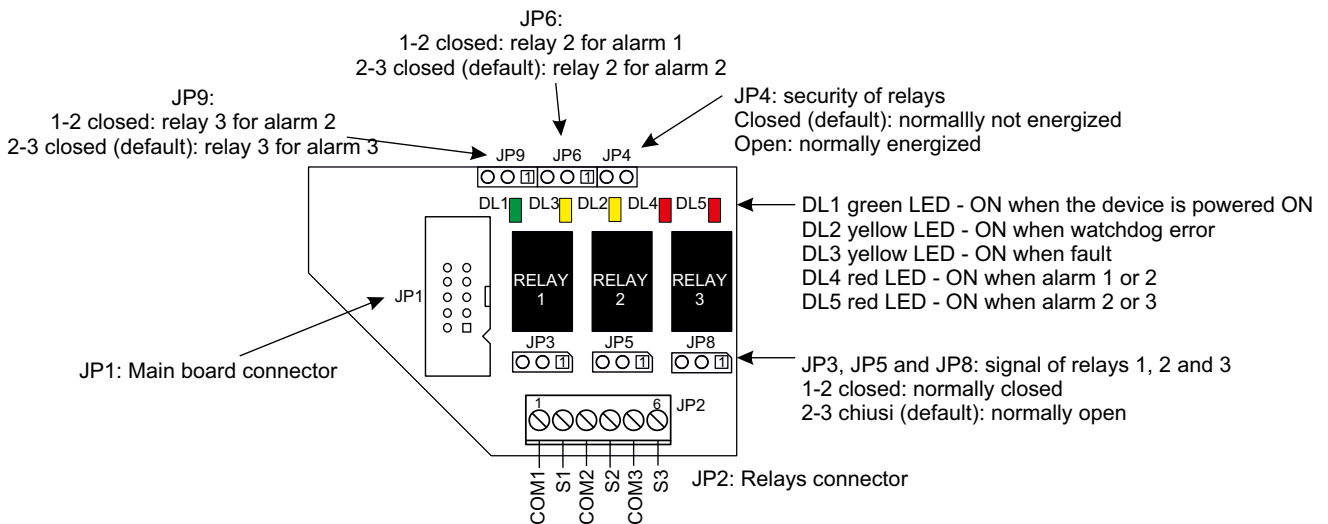 JP6:
1-2 closed: relay 2 for alarm 1
2-3 closed (default): relay 2 for alarm 2
JP9:
1-2 closed: relay 3 for alarm 2
2-3 closed (default): relay 3 for alarm 3
JP4: security of relays
Closed (default): normallly not energized
Open: normally energized
JP9 JP6 JP4
1 1
DL1 DL3 DL2 DL4 DL5
DL1 green LED - ON when the device is powered ON
DL2 yellow LED - ON when watchdog error
DL3 yellow LED - ON when fault
DL4 red LED - ON when alarm 1 or 2
DL5 red LED - ON when alarm 2 or 3
JP1
RELAY
1
RELAY
2
RELAY
3
JP3 JP5 JP8
1 1 1
JP1: Main board connector
JP3, JP5 and JP8: signal of relays 1, 2 and 3
1-2 closed: normally closed
2-3 chiusi (default): normally open
1 6 JP2
COM1 S1 COM2 S2 COM3 S3
JP2: Relays connector